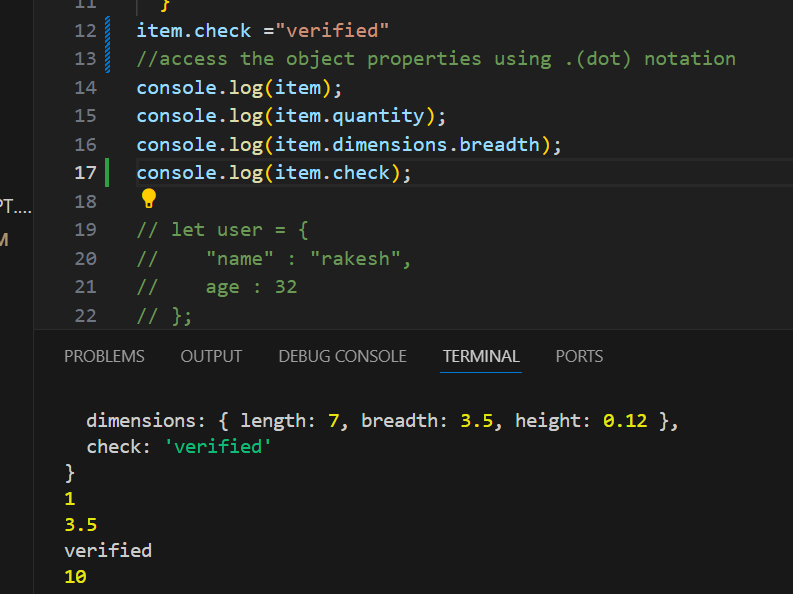 11 }
12 item.check ="verified"
13 //access the object properties using .(dot) notation
14 console.log(item);
15 console.log(item.quantity);
16 console.log(item.dimensions.breadth);
17 console.log(item.check);
18
PT....
19 // let user = {
M
20 //    "name" : "rakesh",
21 //    age : 32
22 // };
PROBLEMS OUTPUT DEBUG CONSOLE TERMINAL PORTS
dimensions: { length: 7, breadth: 3.5, height: 0.12 },
check: 'verified'
}
1
3.5
verified
10